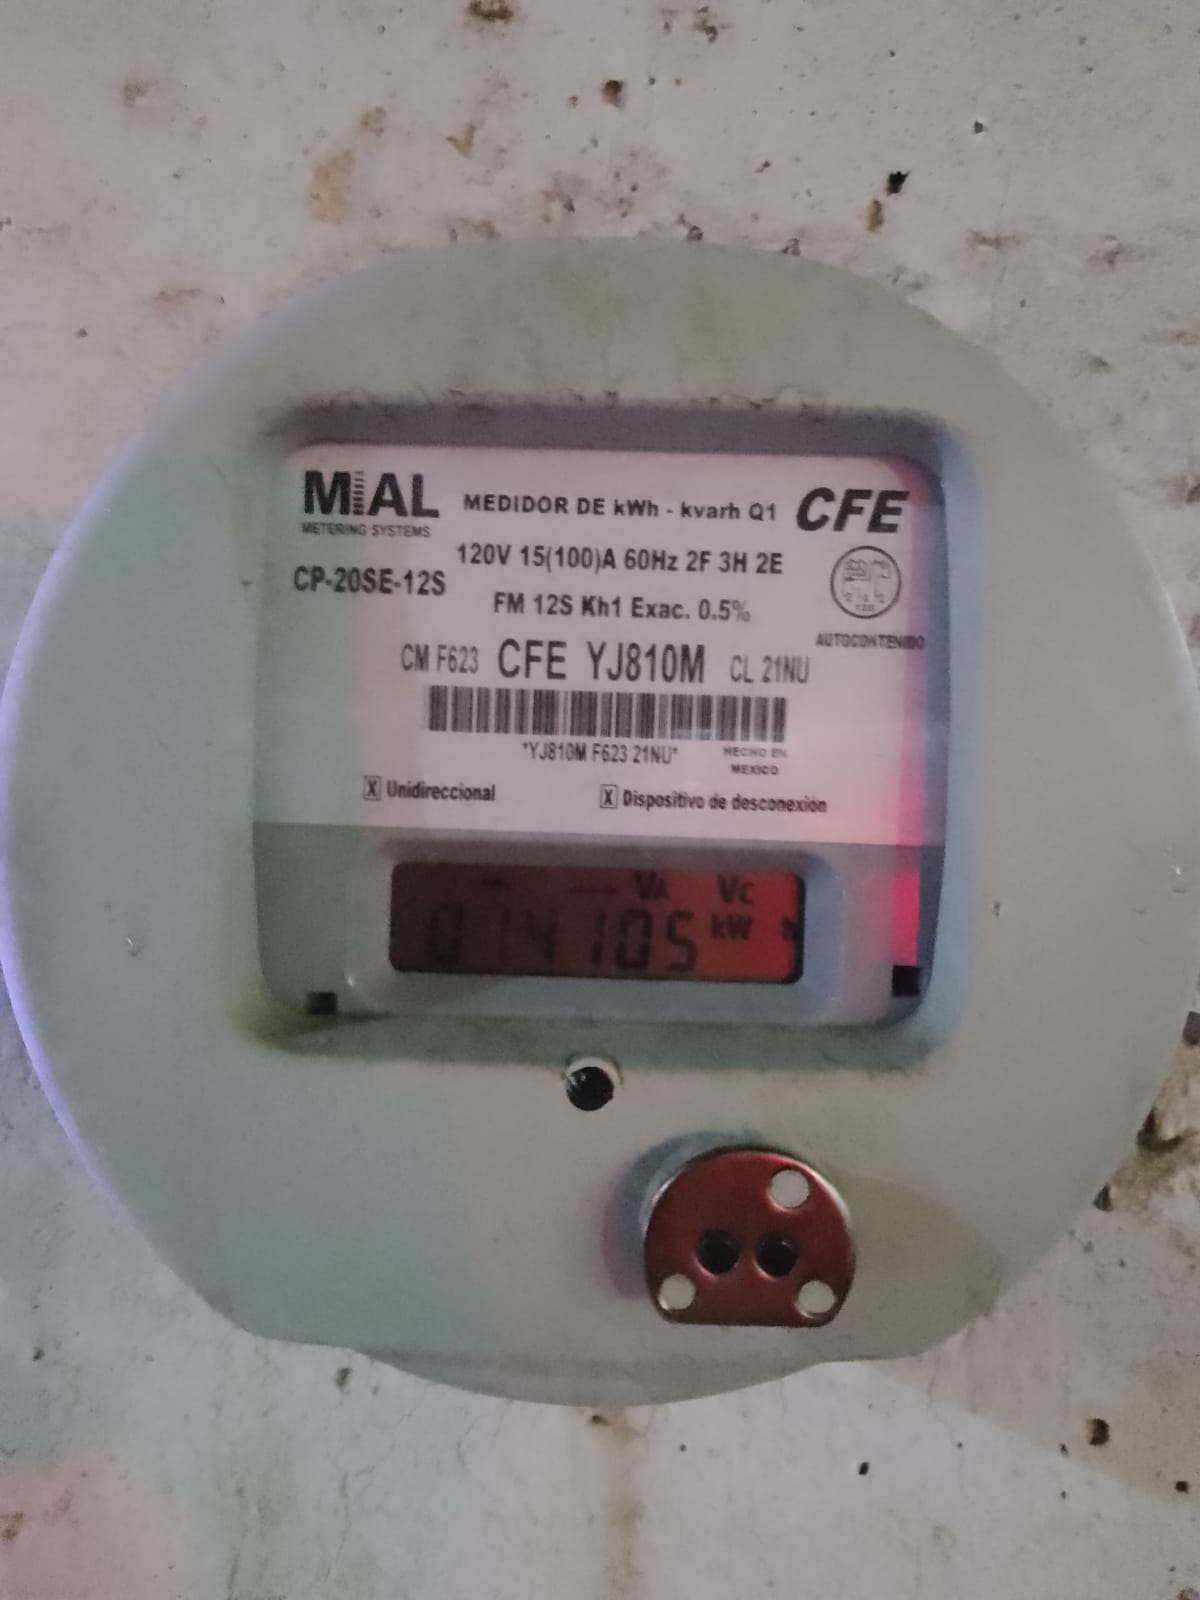 MIAL
METERING SYSTEMS
MEDIDOR DE kWh - kvarh Q1
CFE
CP-20SE-12S
120V 15(100)A 60Hz 2F 3H 2E
FM 12S Kh1 Exac. 0.5%
AUTOCONTENIDO
CM F623 CFE YJ810M CL 21NU
*YJ810M F623 21NU*
HECHO EN
MEXICO
X Unidireccional
X Dispositivo de desconexión
VA VC
014105 kW h